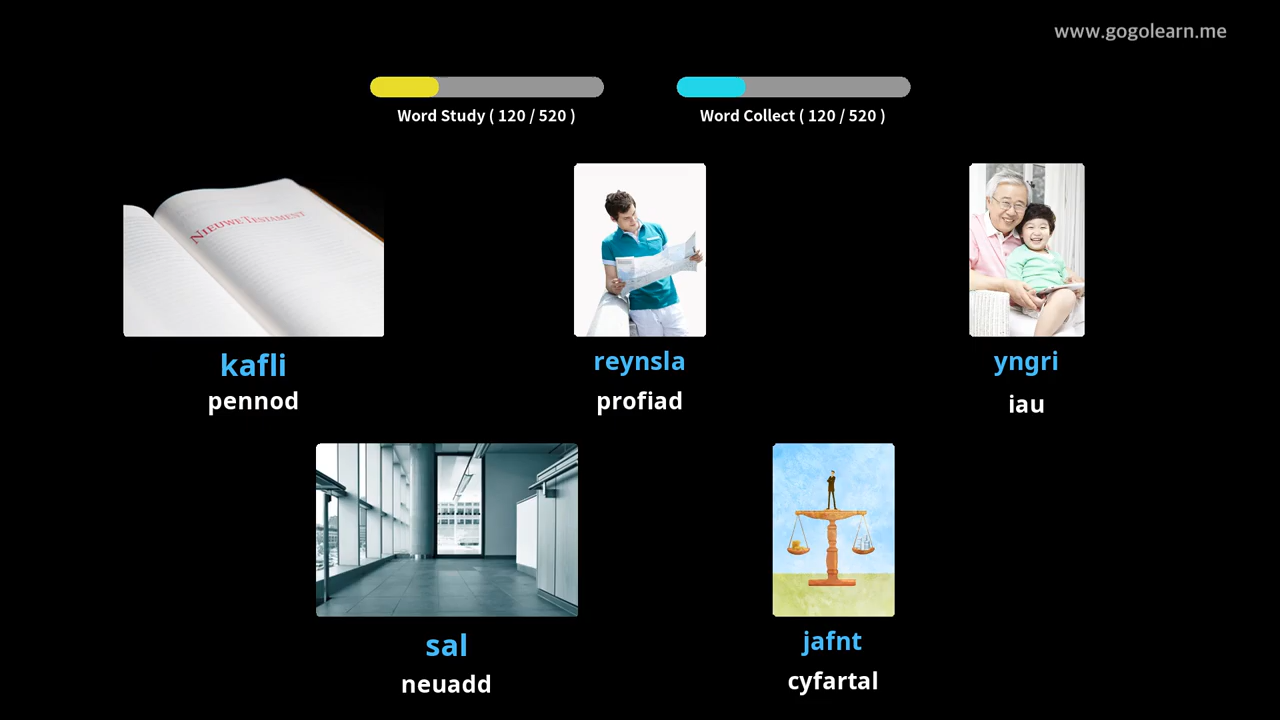 www.gogolearn.me
Word Study ( 120 / 520 )
Word Collect ( 120 / 520 )
NIEUWE TESTAMENT
kafli
pennod
reynsla
profiad
yngri
iau
sal
neuadd
jafnt
cyfartal